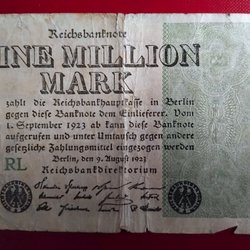 Reichsbanknote
INE MILLION
MARK
zahlt die Reichsbankhauptkasse in Berlin
gegen diese Banknote dem Einlieferer. Vom
1. September 1923 ab kann diese Banknote
aufgerufen und unter Umtausch gegen andere
gesetzliche Zahlungsmittel eingezogen werden
Berlin, den 9. August 1923
RL
Reichsbankdirektorium